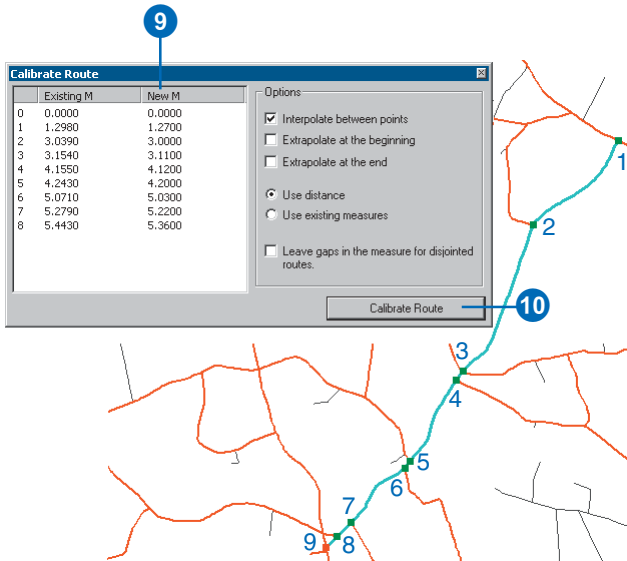 9
Calibrate Route
Existing M New M
0 0.0000 0.0000
1 1.2980 1.2700
2 3.0390 3.0000
3 3.1540 3.1100
4 4.1550 4.1200
5 4.2430 4.2000
6 5.0710 5.0300
7 5.2790 5.2200
8 5.4430 5.3600
Options
Interpolate between points
Extrapolate at the beginning
Extrapolate at the end
Use distance
Use existing measures
Leave gaps in the measure for disjointed
routes.
Calibrate Route
10
1
2
3
4
5
6
7
8
9